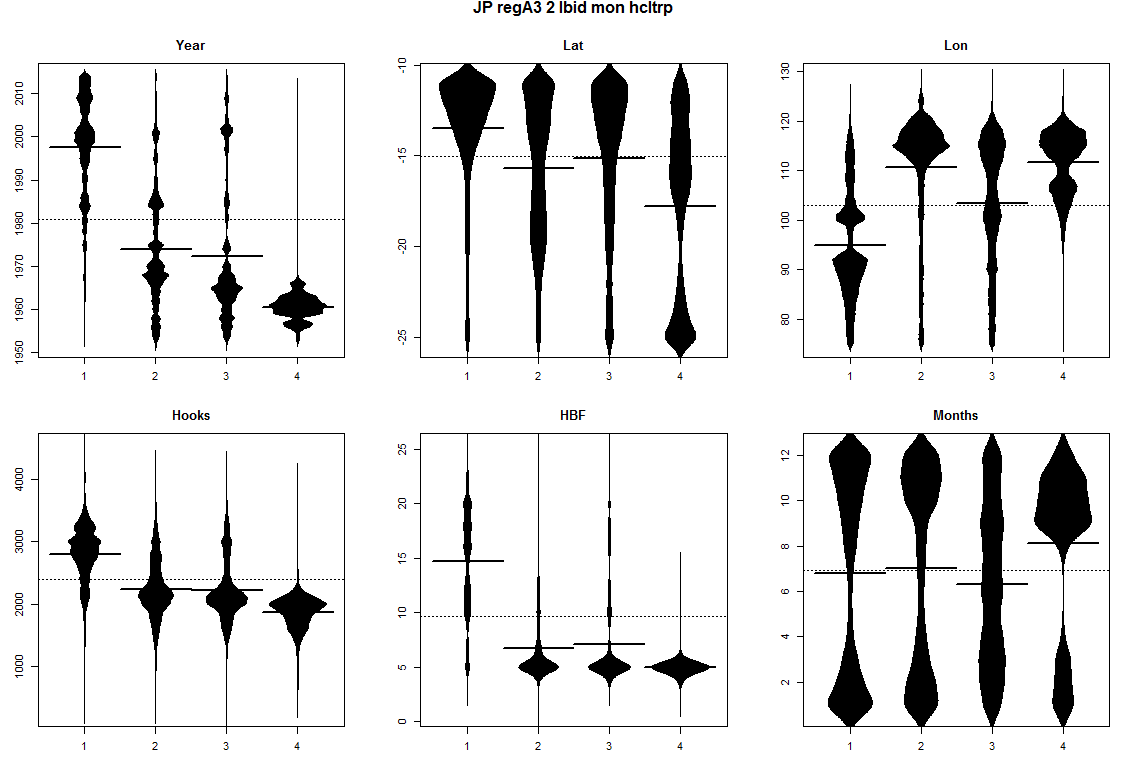 JP regA3 2 lbid mon hcltrp
Year
Lat
Lon
2010
2000
1990
1980
1970
1960
1950
1 2 3 4
-10
-15
-20
-25
1 2 3 4
130
120
110
100
90
80
1 2 3 4
Hooks
HBF
Months
4000
3000
2000
1000
1 2 3 4
25
20
15
10
5
0
1 2 3 4
12
10
8
6
4
2
1 2 3 4